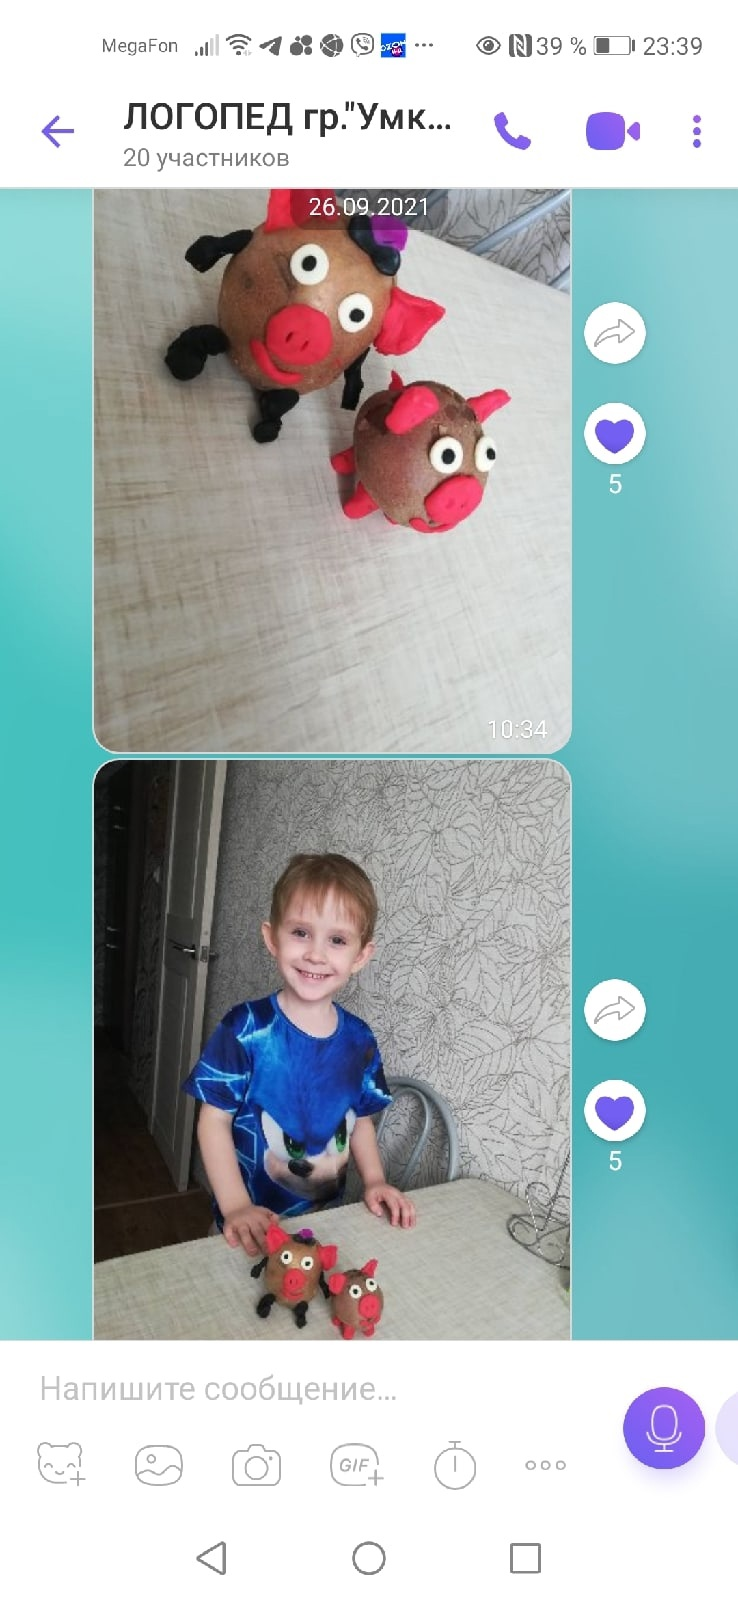 MegaFon 39 % 23:39
OZON
ЛОГОПЕД гр."Умк...
20 участников
26.09.2021
5
10:34
5
Напишите сообщение...
GIF